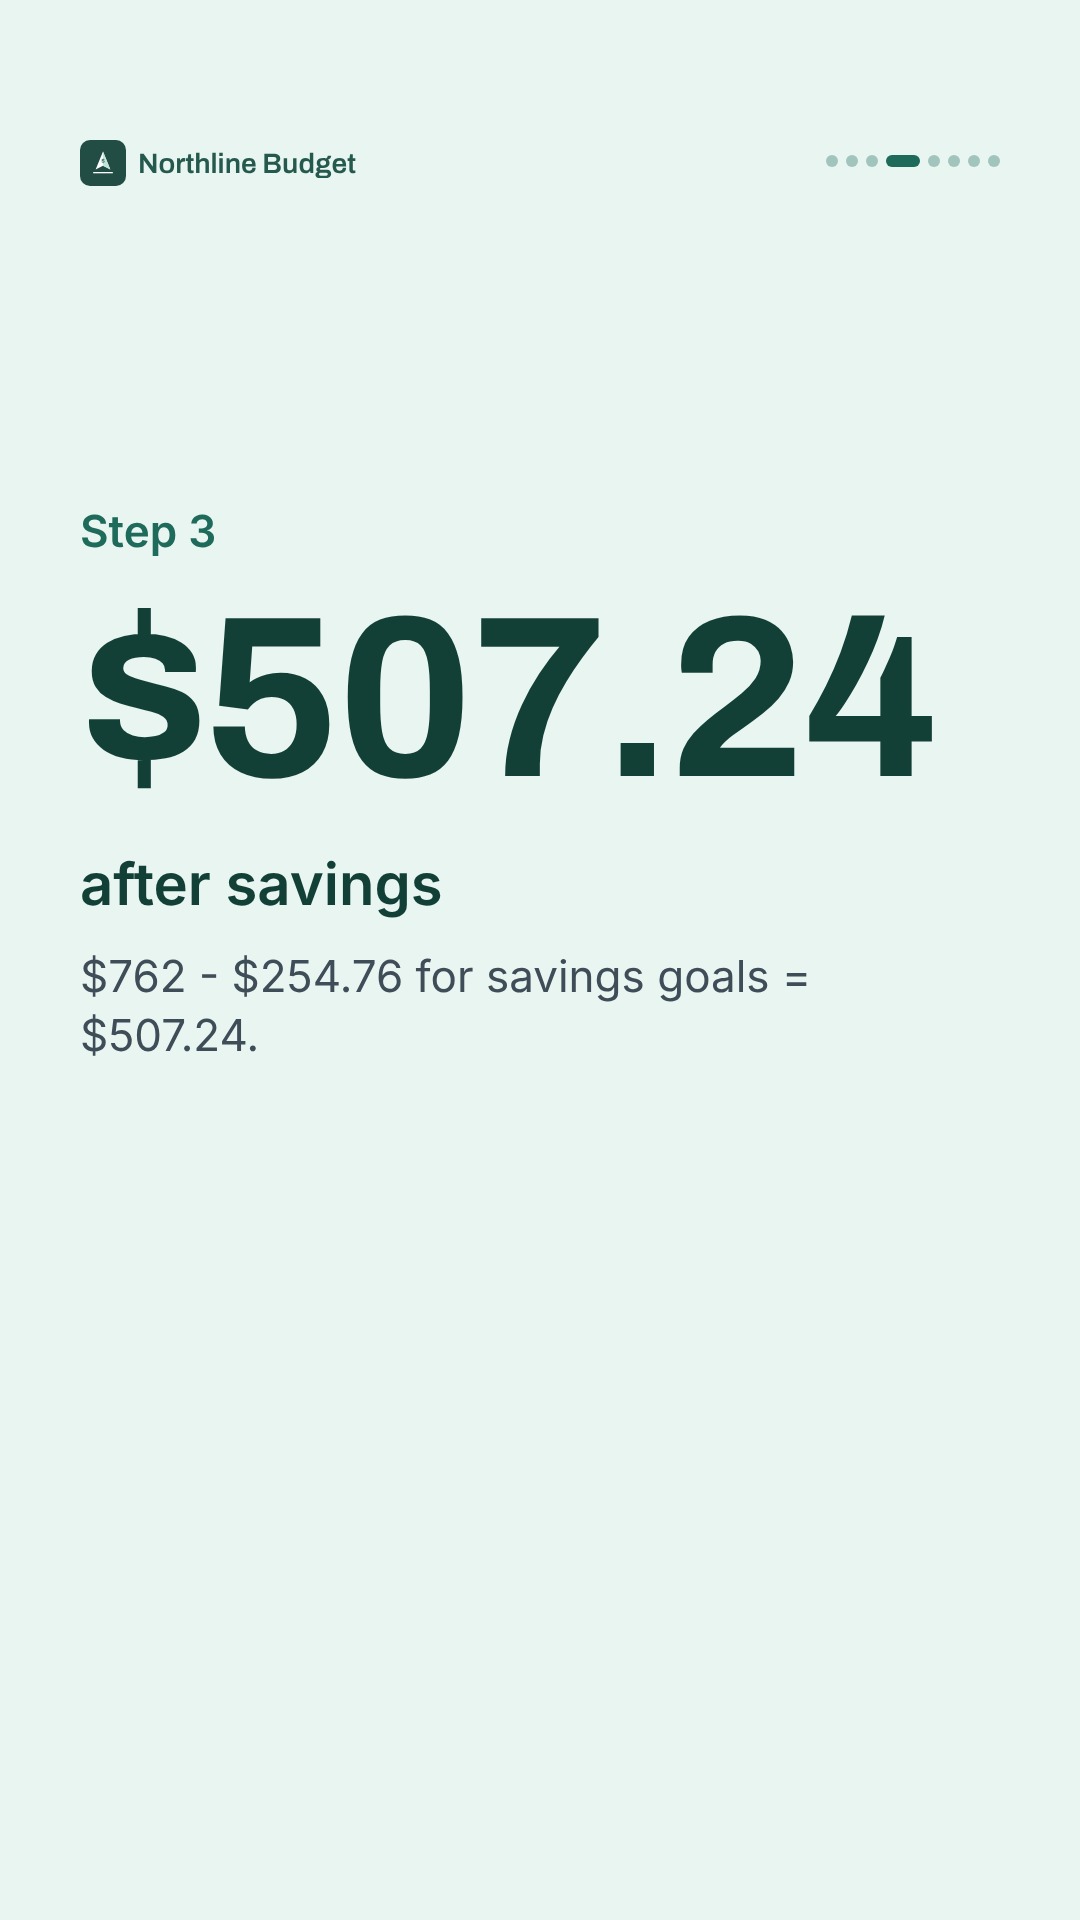 Northline Budget
Step 3
$507.24
after savings
$762 - $254.76 for savings goals =
$507.24.